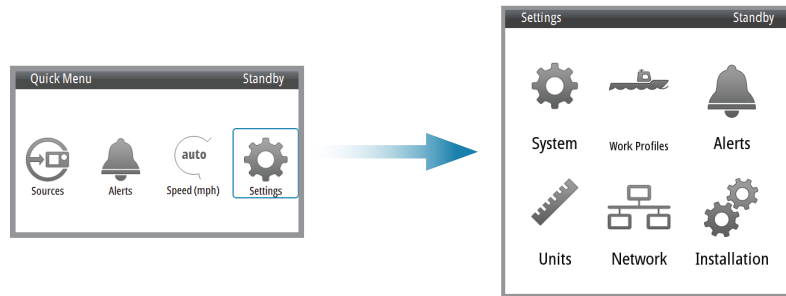 Quick Menu Standby
auto
Sources Alerts Speed (mph) Settings
Settings Standby
System Work Profiles Alerts
Units Network Installation